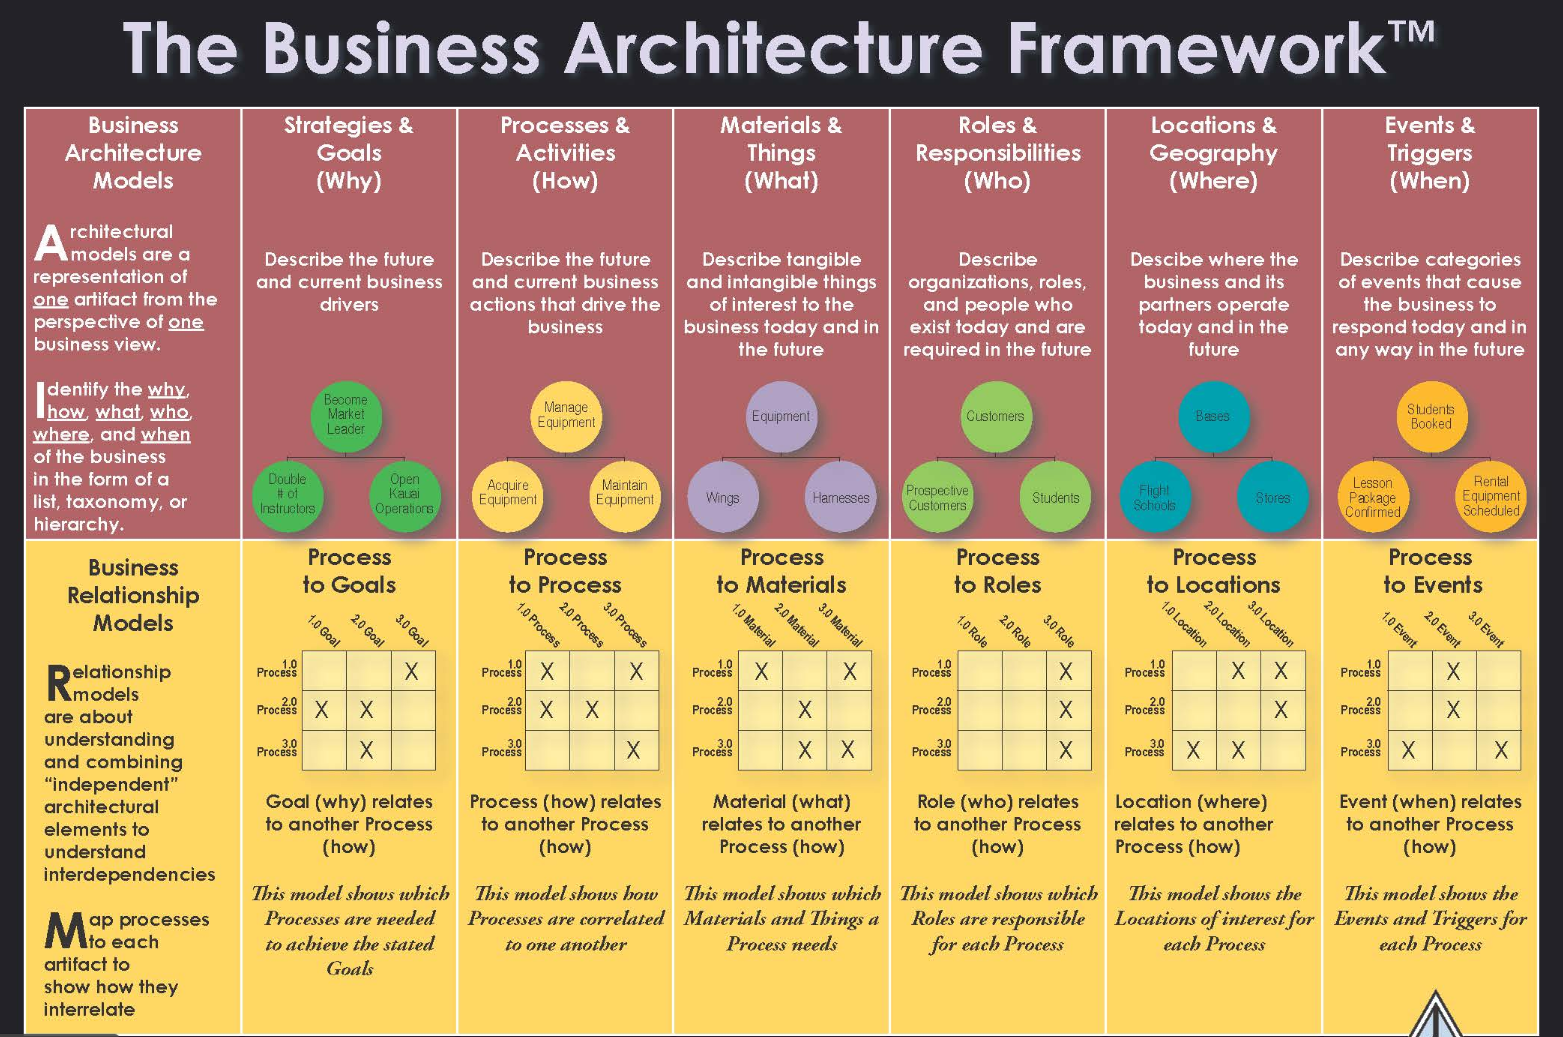 The Business Architecture Framework™
Business
Architecture
Models
Architectural
models are a
representation of
one artifact from the
perspective of one
business view.
Identify the why,
how, what, who,
where, and when
of the business
in the form of a
list, taxonomy, or
hierarchy.
Strategies &
Goals
(Why)
Describe the future
and current business
drivers
Become
Market
Leader
Double
# of
Instructors
Open
Kauai
Operations
Processes &
Activities
(How)
Describe the future
and current business
actions that drive the
business
Manage
Equipment
Acquire
Equipment
Maintain
Equipment
Materials &
Things
(What)
Describe tangible
and intangible things
of interest to the
business today and in
the future
Equipment
Wings
Harnesses
Roles &
Responsibilities
(Who)
Describe
organizations, roles,
and people who
exist today and are
required in the future
Customers
Prospective
Customers
Students
Locations &
Geography
(Where)
Descibe where the
business and its
partners operate
today and in the
future
Bases
Flight
Schools
Stores
Events &
Triggers
(When)
Describe categories
of events that cause
the business to
respond today and in
any way in the future
Students
Booked
Lesson
Package
Confirmed
Rental
Equipment
Scheduled
Business
Relationship
Models
Relationship
models
are about
understanding
and combining
“independent”
architectural
elements to
understand
interdependencies
Map processes
to each
artifact to
show how they
interrelate
Process
to Goals
1.0 Goal
2.0 Goal
3.0 Goal
1.0
Process
X
2.0
Process
X X
3.0
Process
X
Goal (why) relates
to another Process
(how)
This model shows which
Processes are needed
to achieve the stated
Goals
Process
to Process
1.0 Process
2.0 Process
3.0 Process
1.0
Process
X X
2.0
Process
X X
3.0
Process
X
Process (how) relates
to another Process
(how)
This model shows how
Processes are correlated
to one another
Process
to Materials
1.0 Material
2.0 Material
3.0 Material
1.0
Process
X X
2.0
Process
X
3.0
Process
X X
Material (what)
relates to another
Process (how)
This model shows which
Materials and Things a
Process needs
Process
to Roles
1.0 Role
2.0 Role
3.0 Role
1.0
Process
X
2.0
Process
X
3.0
Process
X
Role (who) relates
to another Process
(how)
This model shows which
Roles are responsible
for each Process
Process
to Locations
1.0 Location
2.0 Location
3.0 Location
1.0
Process
X X
2.0
Process
X
3.0
Process
X X
Location (where)
relates to another
Process (how)
This model shows the
Locations of interest for
each Process
Process
to Events
1.0 Event
2.0 Event
3.0 Event
1.0
Process
X
2.0
Process
X
3.0
Process
X X
Event (when) relates
to another Process
(how)
This model shows the
Events and Triggers for
each Process